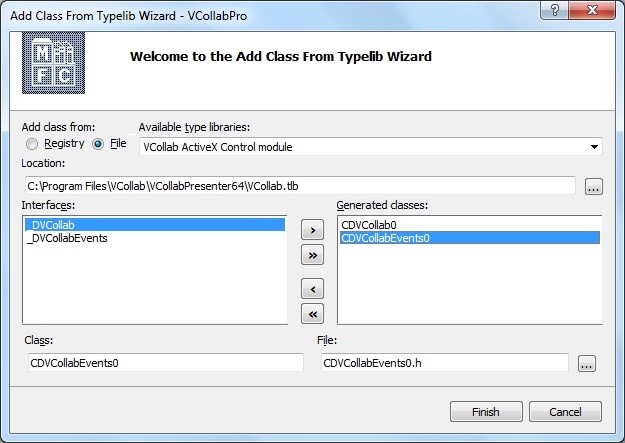 Add Class From Typelib Wizard - VCollabPro
?
MFC
Welcome to the Add Class From Typelib Wizard
Add class from:
Available type libraries:
Registry
File
VCollab ActiveX Control module
Location:
C:\Program Files\VCollab\VCollabPresenter64\VCollab.tlb
...
Interfaces:
Generated classes:
_DVCollab
_DVCollabEvents
>
>>
<
<<
CDVCollab0
CDVCollabEvents0
Class:
File:
CDVCollabEvents0
CDVCollabEvents0.h
...
Finish
Cancel